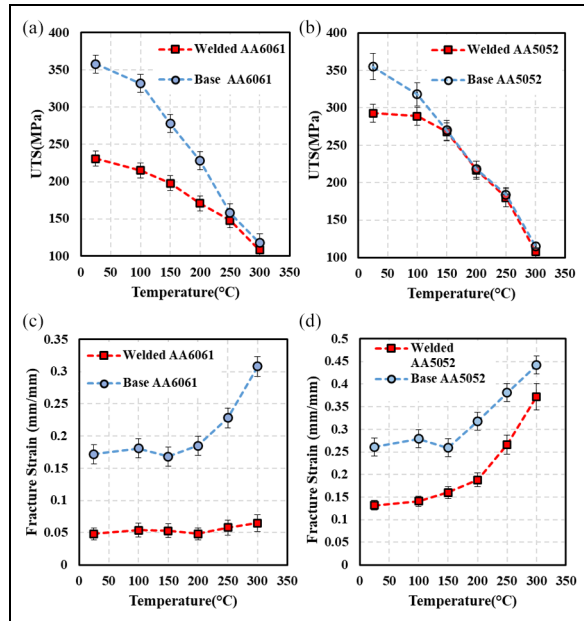 (a)
Welded AA6061
Base AA6061
400
350
300
250
200
150
100
UTS(MPa)
0 50 100 150 200 250 300 350
Temperature(°C)
(b)
Welded AA5052
Base AA5052
400
350
300
250
200
150
100
UTS(MPa)
0 50 100 150 200 250 300 350
Temperature(°C)
(c)
Welded AA6061
Base AA6061
0.35
0.3
0.25
0.2
0.15
0.1
0.05
0
Fracture Strain (mm/mm)
0 50 100 150 200 250 300 350
Temperature(°C)
(d)
Welded
AA5052
Base AA5052
0.5
0.45
0.4
0.35
0.3
0.25
0.2
0.15
0.1
0.05
0
Fracture Strain (mm/mm)
0 50 100 150 200 250 300 350
Temperature(°C)